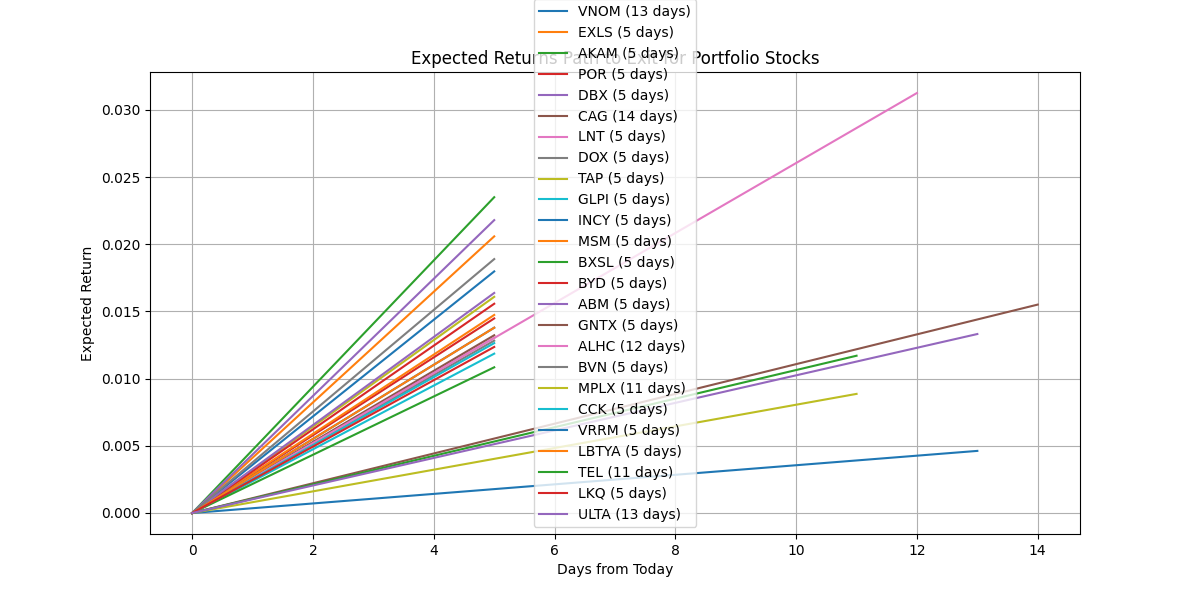 VNOM (13 days)
EXLS (5 days)
AKAM (5 days)
Expected Returns Path to Exit for Portfolio Stocks
POR (5 days)
DBX (5 days)
CAG (14 days)
LNT (5 days)
DOX (5 days)
TAP (5 days)
GLPI (5 days)
INCY (5 days)
MSM (5 days)
BXSL (5 days)
BYD (5 days)
ABM (5 days)
GNTX (5 days)
ALHC (12 days)
BVN (5 days)
MPLX (11 days)
CCK (5 days)
VRRM (5 days)
LBTYA (5 days)
TEL (11 days)
LKQ (5 days)
ULTA (13 days)
0.030
0.025
0.020
0.015
0.010
0.005
0.000
Expected Return
0 2 4 6 8 10 12 14
Days from Today